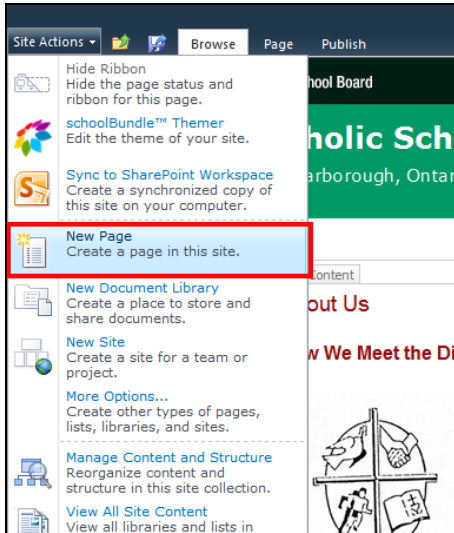 Site Actions Browse Page Publish
Hide Ribbon
Hide the page status and
ribbon for this page.
schoolBundle™ Themer
Edit the theme of your site.
Sync to SharePoint Workspace
Create a synchronized copy of
this site on your computer.
New Page
Create a page in this site.
New Document Library
Create a place to store and
share documents.
New Site
Create a site for a team or
project.
More Options...
Create other types of pages,
lists, libraries, and sites.
Manage Content and Structure
Reorganize content and
structure in this site collection.
View All Site Content
View all libraries and lists in
hool Board
holic Sch
arborough, Ontar
Content
out Us
w We Meet the Di